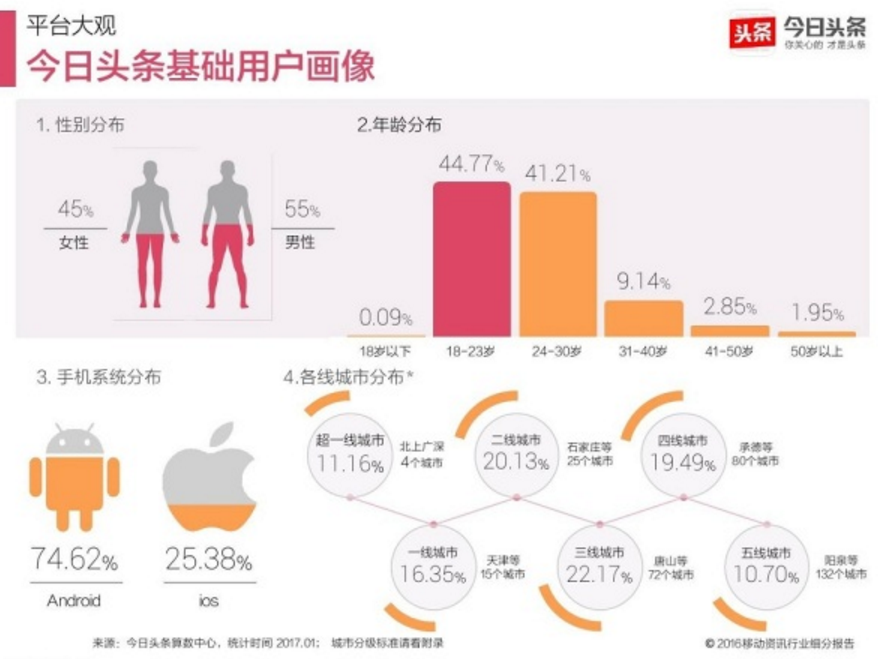 平台大观
今日头条基础用户画像
头条 今日头条
你关心的 才是头条
1. 性别分布
45%
女性
55%
男性
2.年龄分布
0.09%
44.77%
41.21%
9.14%
2.85%
1.95%
18岁以下
18-23岁
24-30岁
31-40岁
41-50岁
50岁以上
3. 手机系统分布
74.62%
Android
25.38%
ios
4.各线城市分布*
超一线城市
11.16%
北上广深
4个城市
二线城市
20.13%
石家庄等
25个城市
四线城市
19.49%
承德等
80个城市
一线城市
16.35%
天津等
15个城市
三线城市
22.17%
唐山等
72个城市
五线城市
10.70%
阳泉等
132个城市
来源：今日头条算数中心，统计时间 2017.01； 城市分级标准请看附录
© 2016移动资讯行业细分报告